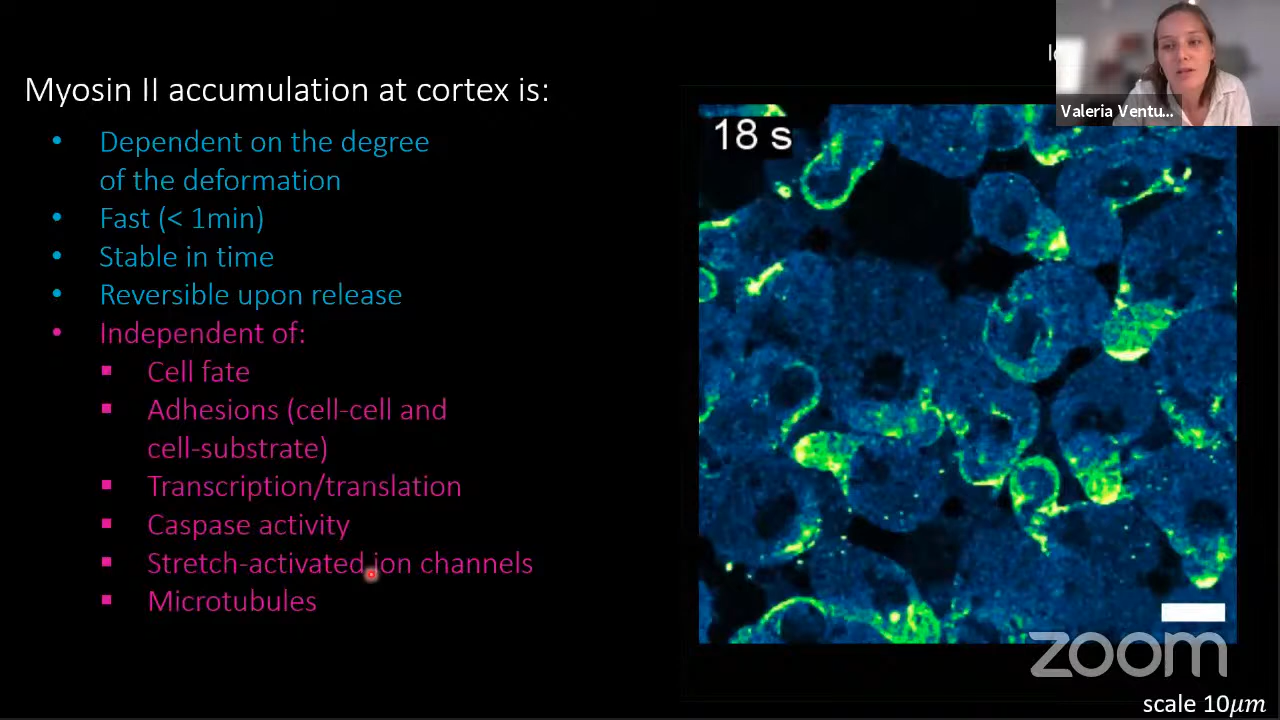 Myosin II accumulation at cortex is:
• Dependent on the degree
of the deformation
• Fast (< 1min)
• Stable in time
• Reversible upon release
• Independent of:
▪ Cell fate
▪ Adhesions (cell-cell and
cell-substrate)
▪ Transcription/translation
▪ Caspase activity
▪ Stretch-activated ion channels
▪ Microtubules
18 s
Valeria Ventu...
zoom
scale 10𝜇𝑚